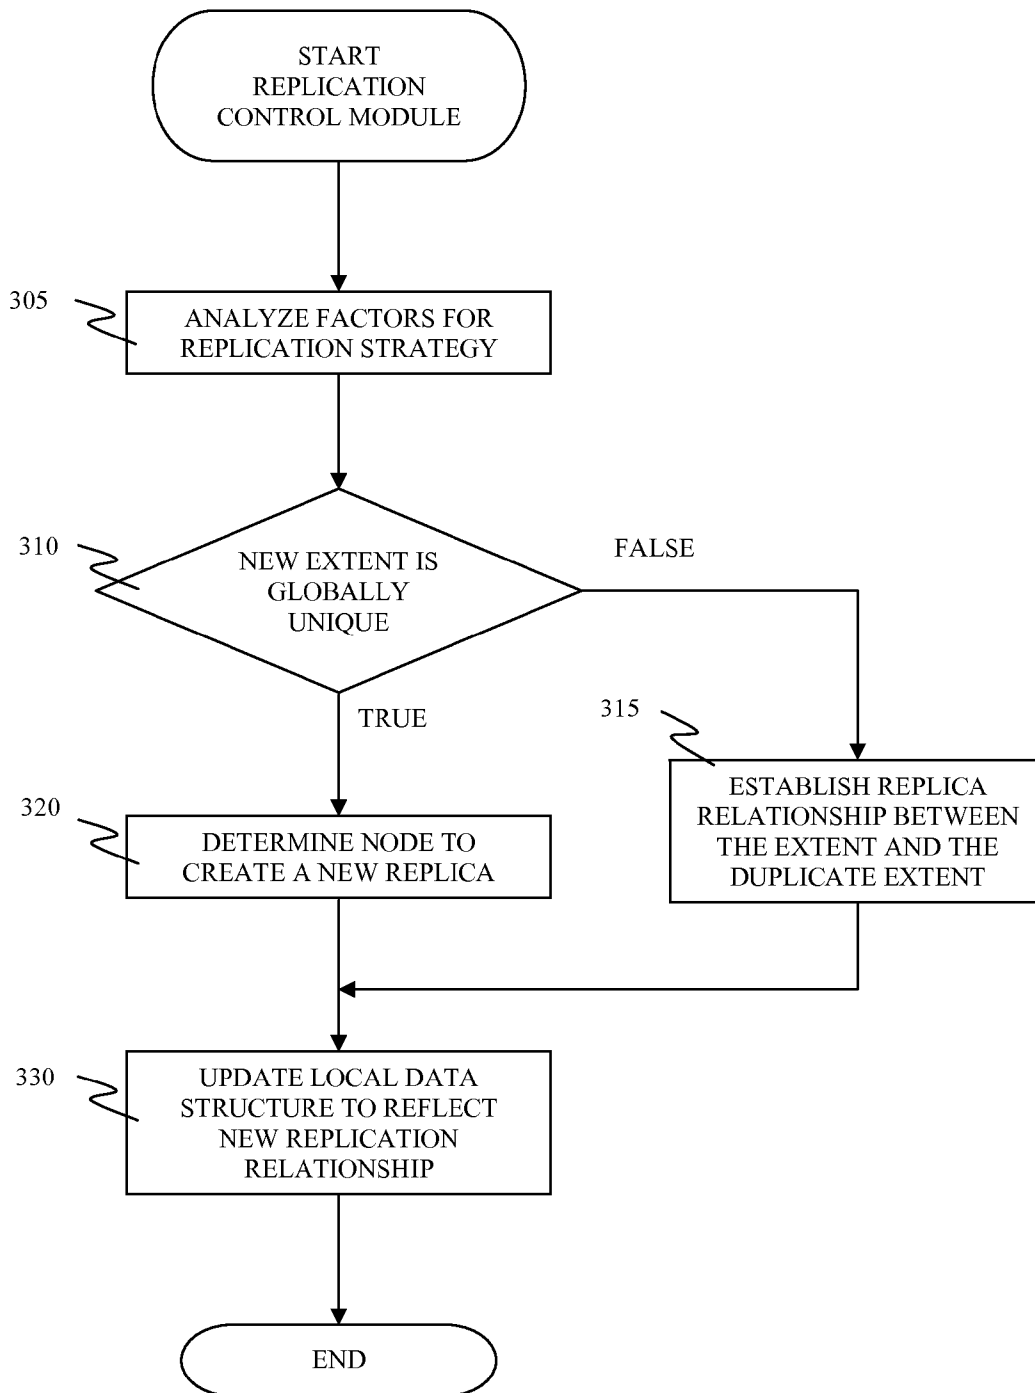 START
REPLICATION
CONTROL MODULE
305
ANALYZE FACTORS FOR
REPLICATION STRATEGY
310
NEW EXTENT IS
GLOBALLY
UNIQUE
FALSE
TRUE
315
ESTABLISH REPLICA
RELATIONSHIP BETWEEN
THE EXTENT AND THE
DUPLICATE EXTENT
320
DETERMINE NODE TO
CREATE A NEW REPLICA
330
UPDATE LOCAL DATA
STRUCTURE TO REFLECT
NEW REPLICATION
RELATIONSHIP
END